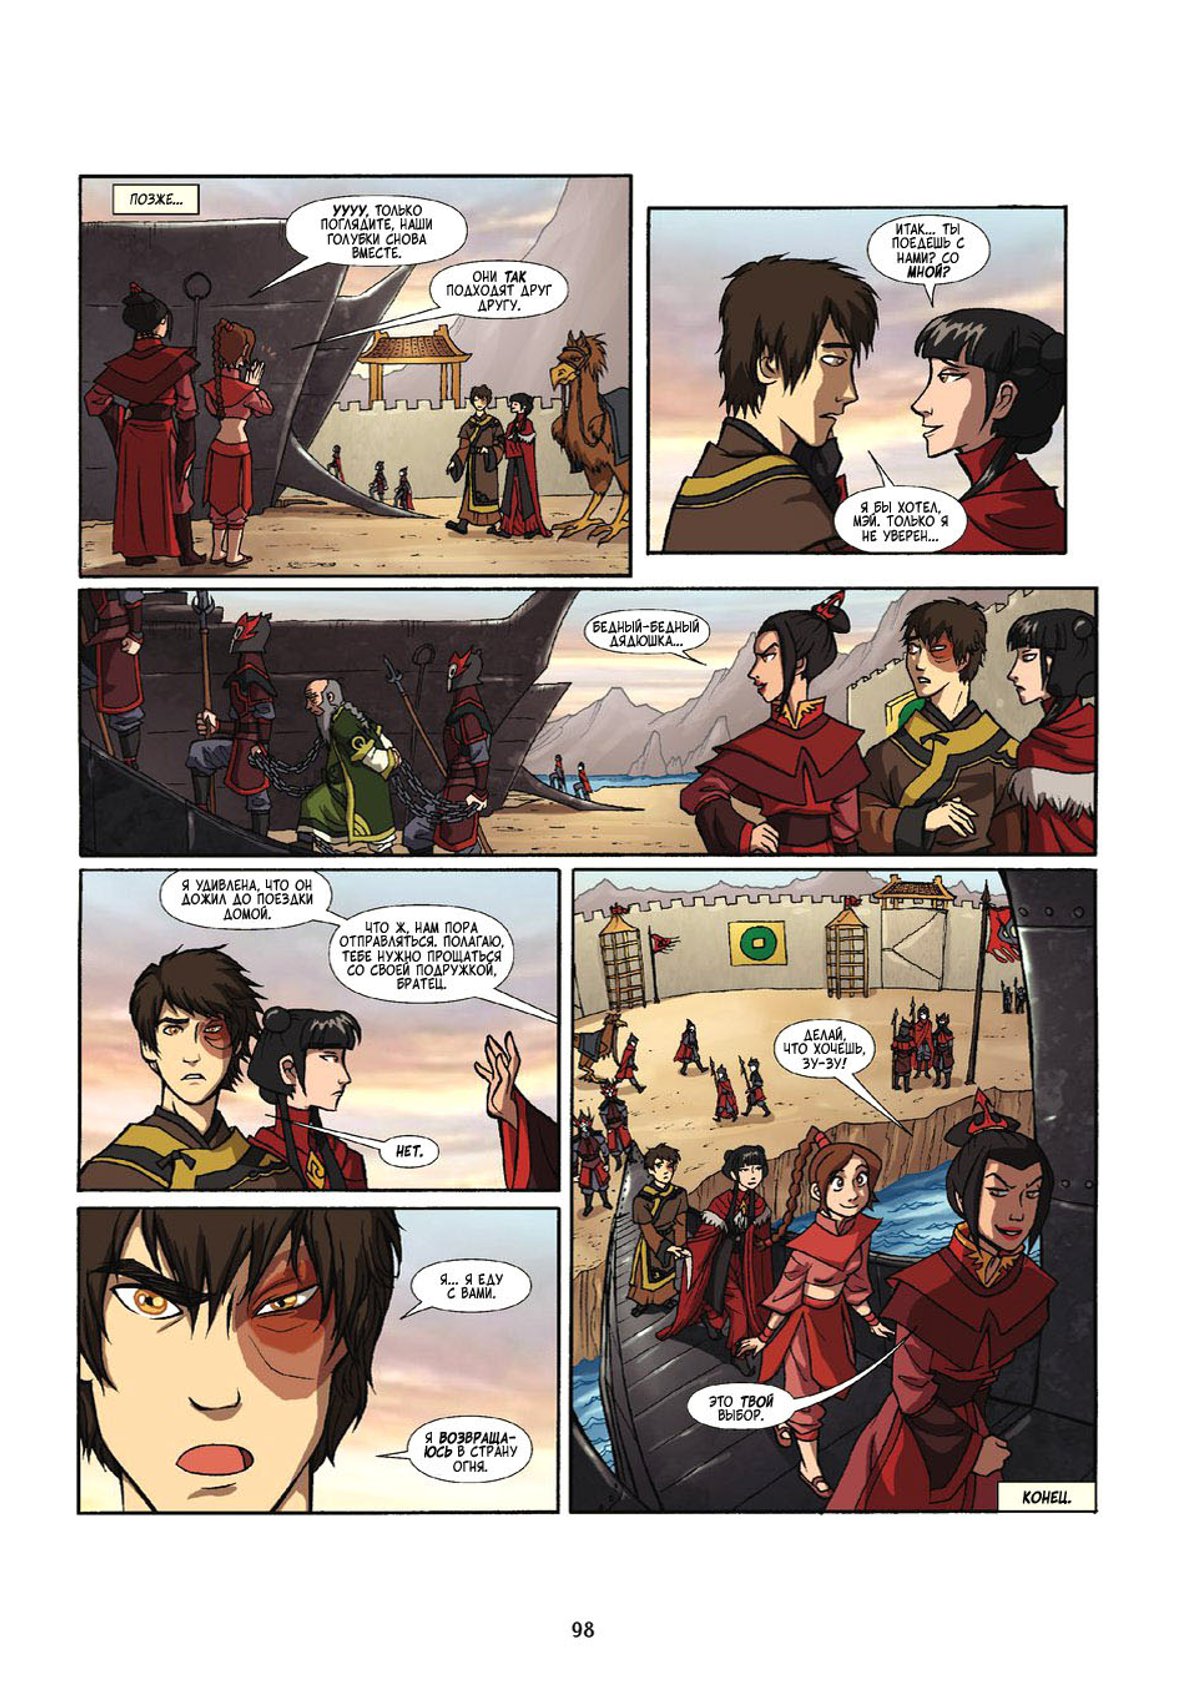 ПОЗЖЕ...
УУУУ, ТОЛЬКО
ПОГЛЯДИТЕ, НАШИ
ГОЛУБКИ СНОВА
ВМЕСТЕ.
ОНИ ТАК
ПОДХОДЯТ ДРУГ
ДРУГУ.
ИТАК... ТЫ
ПОЕДЕШЬ С
НАМИ? СО
МНОЙ?
Я БЫ ХОТЕЛ,
МЭЙ. ТОЛЬКО Я
НЕ УВЕРЕН...
БЕДНЫЙ-БЕДНЫЙ
ДЯДЮШКА...
Я УДИВЛЕНА, ЧТО ОН
ДОЖИЛ ДО ПОЕЗДКИ
ДОМОЙ.
ЧТО Ж, НАМ ПОРА
ОТПРАВЛЯТЬСЯ. ПОЛАГАЮ,
ТЕБЕ НУЖНО ПРОЩАТЬСЯ
СО СВОЕЙ ПОДРУЖКОЙ,
БРАТЕЦ.
НЕТ.
Я... Я ЕДУ
С ВАМИ.
Я ВОЗВРАЩА-
ЮСЬ В СТРАНУ
ОГНЯ.
ДЕЛАЙ,
ЧТО ХОЧЕШЬ,
ЗУ-ЗУ!
ЭТО ТВОЙ
ВЫБОР.
КОНЕЦ.
98